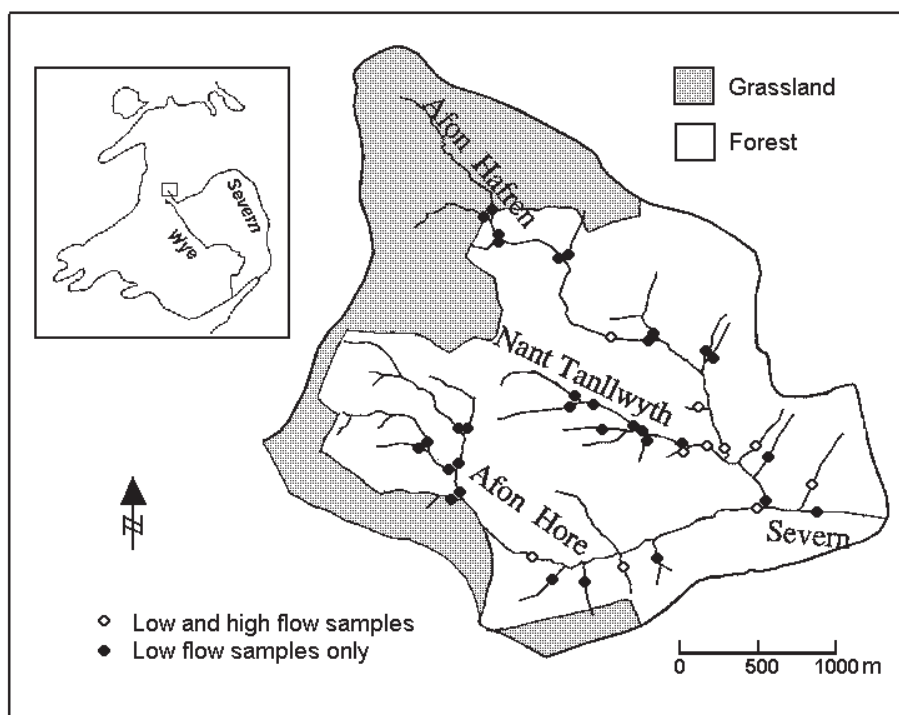 Severn
Wye
Afon Hafren
Grassland
Forest
Nant Tanllwyth
Afon Hore
Severn
N
Low and high flow samples
Low flow samples only
0 500 1000 m